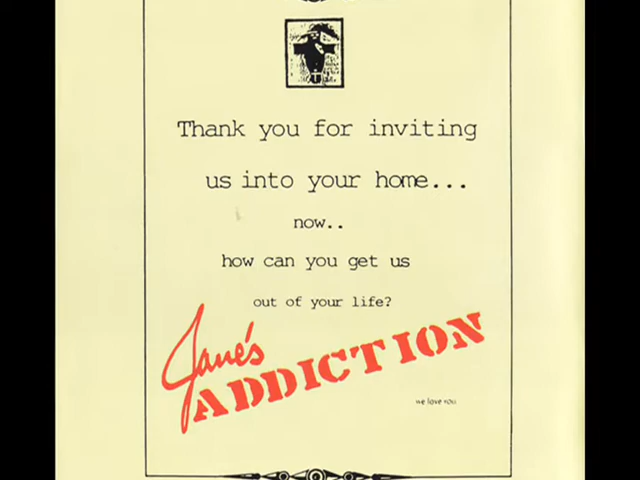 Thank you for inviting
us into your home...
now..
how can you get us
out of your life?
Jane's
ADDICTION
we love you